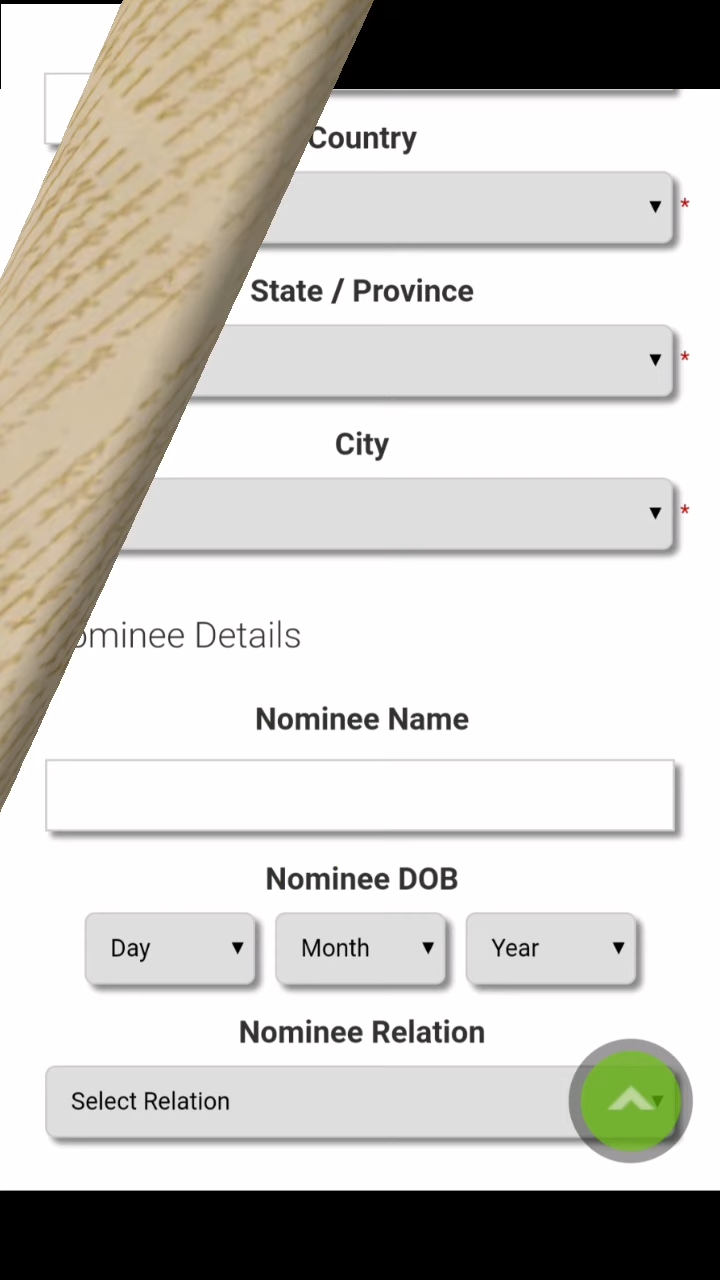 Country
*
State / Province
*
City
*
ominee Details
Nominee Name
Nominee DOB
Day Month Year
Nominee Relation
Select Relation